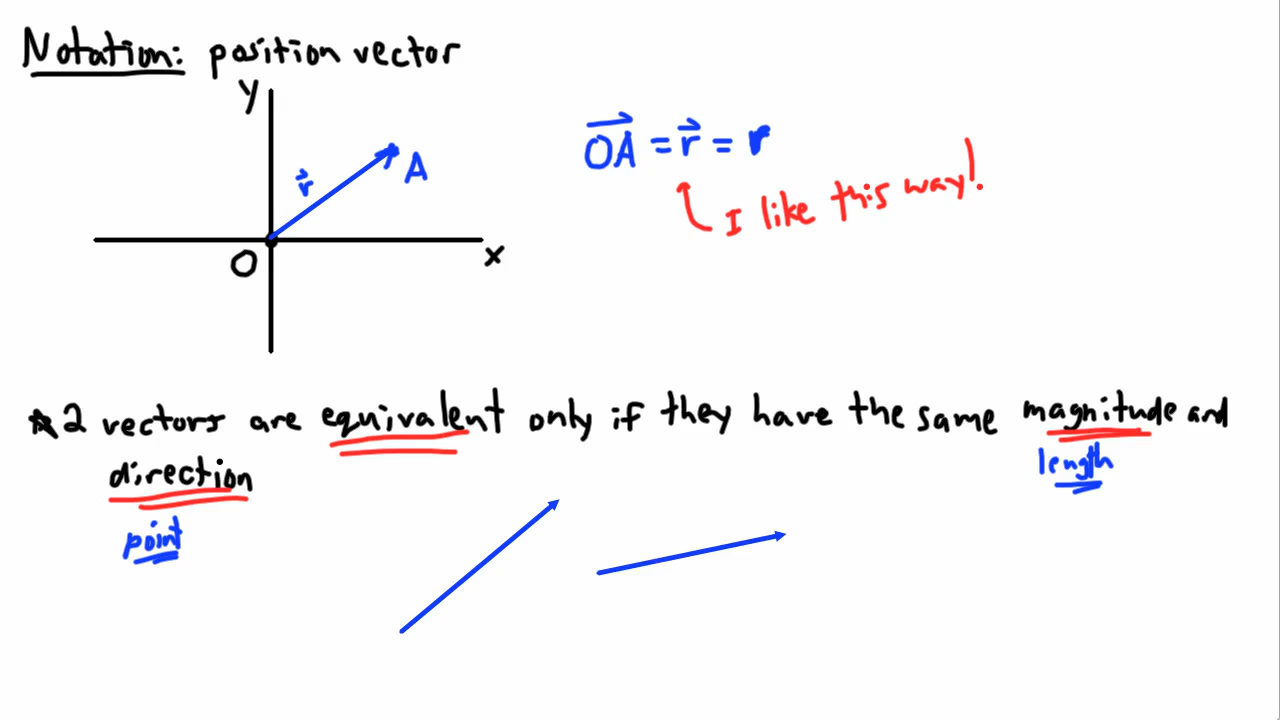 Notation: position vector
y
OA = r = r
r
A
I like this way!
O
x
*2 vectors are equivalent only if they have the same magnitude and
length
direction
point